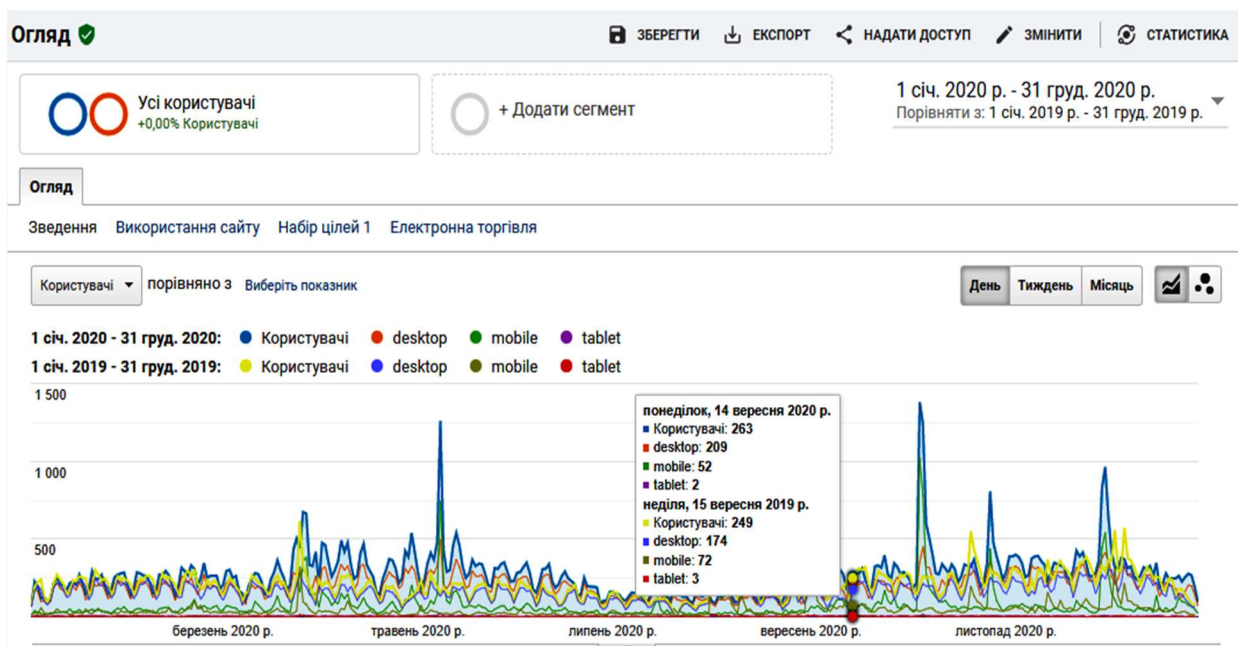 Огляд
ЗБЕРЕГТИ ЕКСПОРТ НАДАТИ ДОСТУП ЗМІНИТИ СТАТИСТИКА
Усі користувачі
+0,00% Користувачі
+ Додати сегмент
1 січ. 2020 р. - 31 груд. 2020 р.
Порівняти з: 1 січ. 2019 р. - 31 груд. 2019 р.
Огляд
Зведення Використання сайту Набір цілей 1 Електронна торгівля
Користувачі порівняно з Виберіть показник
День Тиждень Місяць
1 січ. 2020 - 31 груд. 2020: Користувачі desktop mobile tablet
1 січ. 2019 - 31 груд. 2019: Користувачі desktop mobile tablet
1 500
1 000
500
понеділок, 14 вересня 2020 р.
Користувачі: 263
desktop: 209
mobile: 52
tablet: 2
неділя, 15 вересня 2019 р.
Користувачі: 249
desktop: 174
mobile: 72
tablet: 3
березень 2020 р. травень 2020 р. липень 2020 р. вересень 2020 р. листопад 2020 р.